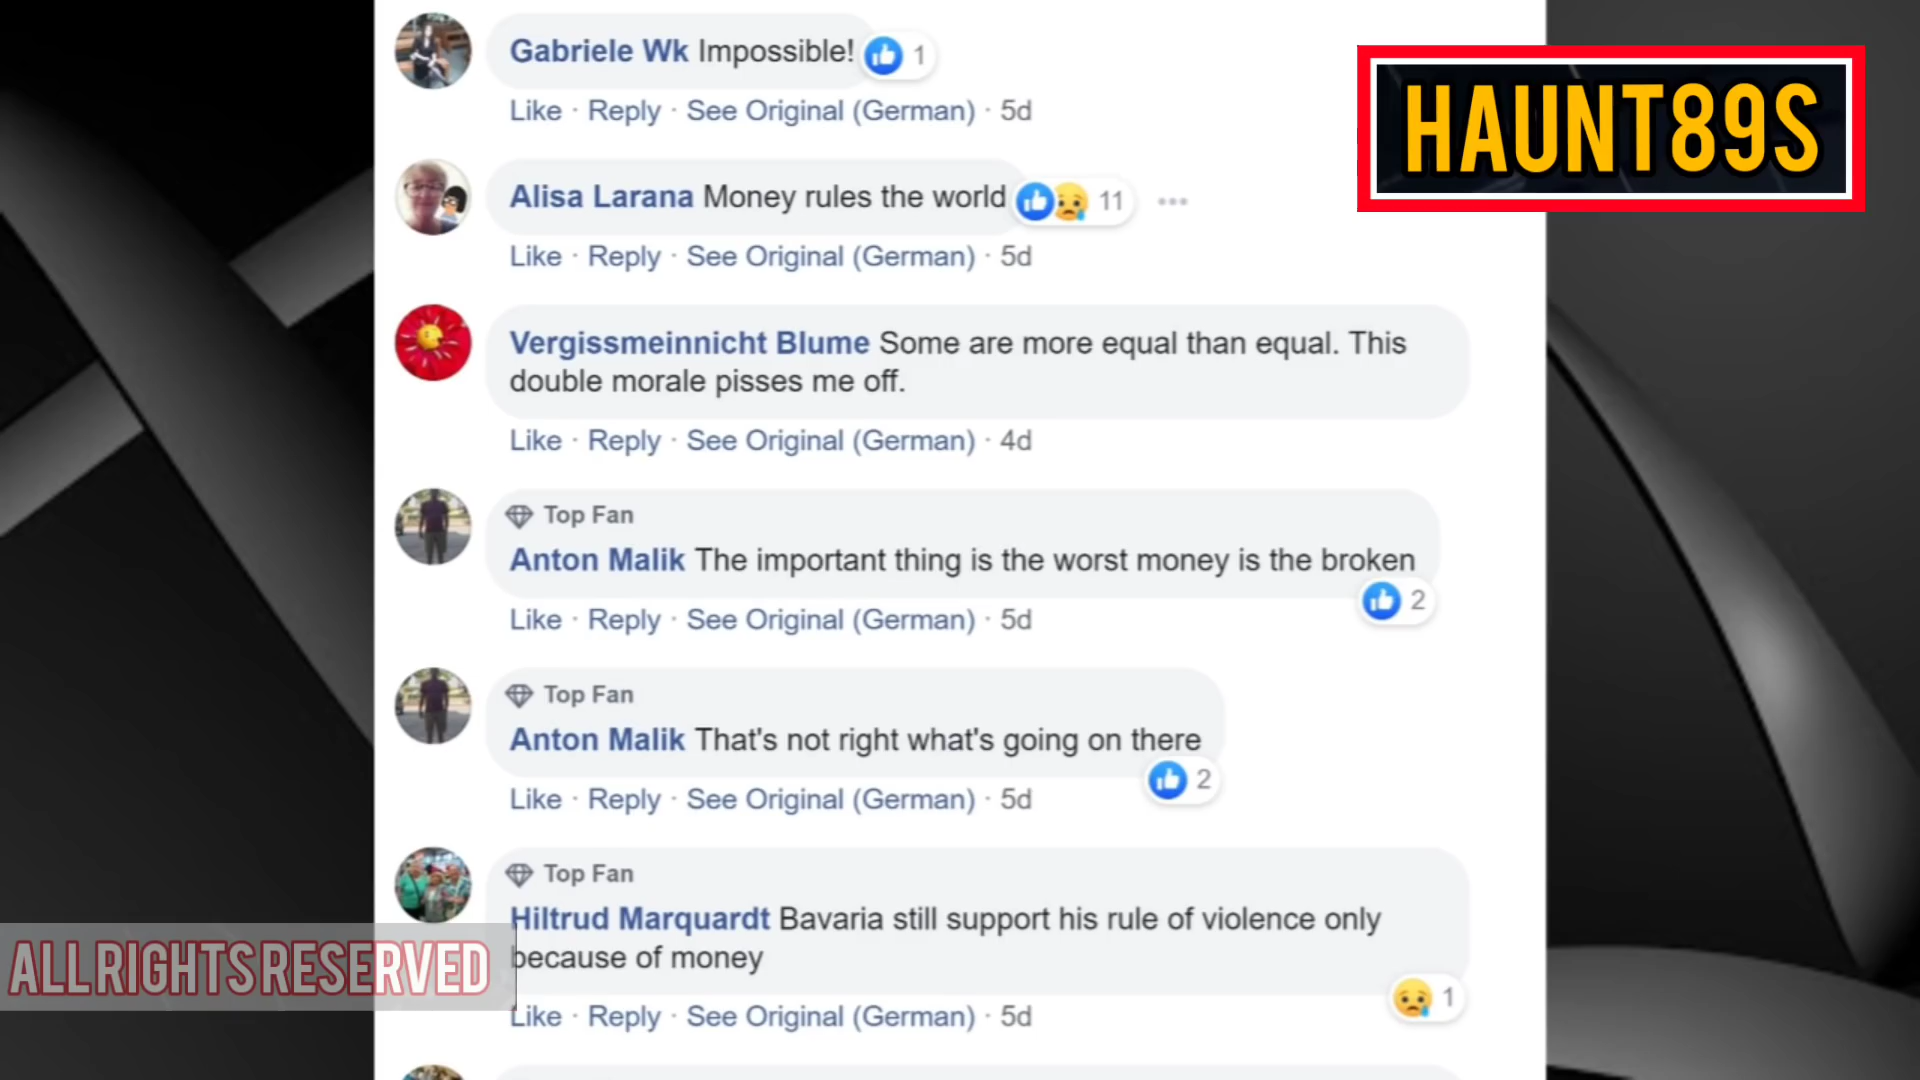 Gabriele Wk Impossible! 1
Like · Reply · See Original (German) · 5d
HAUNT89S
Alisa Larana Money rules the world 11
Like · Reply · See Original (German) · 5d
Vergissmeinnicht Blume Some are more equal than equal. This
double morale pisses me off.
Like · Reply · See Original (German) · 4d
Top Fan
Anton Malik The important thing is the worst money is the broken
2
Like · Reply · See Original (German) · 5d
Top Fan
Anton Malik That's not right what's going on there
2
Like · Reply · See Original (German) · 5d
Top Fan
Hiltrud Marquardt Bavaria still support his rule of violence only
because of money
1
Like · Reply · See Original (German) · 5d
ALL RIGHTS RESERVED